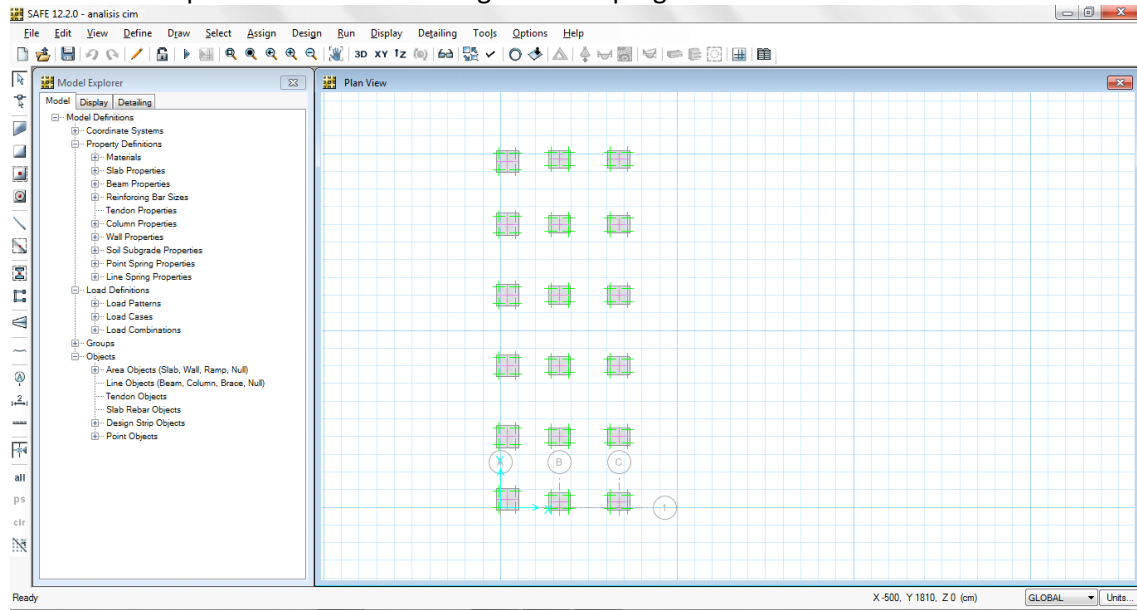 SAFE 12.2.0 - analisis cim
File Edit View Define Draw Select Assign Design Run Display Detailing Tools Options Help
3D XY
Model Explorer
Plan View
Model Display Detailing
Model Definitions
Coordinate Systems
Property Definitions
Materials
Slab Properties
Beam Properties
Reinforcing Bar Sizes
Tendon Properties
Column Properties
Wall Properties
Soil Subgrade Properties
Point Spring Properties
Line Spring Properties
Load Definitions
Load Patterns
Load Cases
Load Combinations
Groups
Objects
Area Objects (Slab, Wall, Ramp, Null)
Line Objects (Beam, Column, Brace, Null)
Tendon Objects
Slab Rebar Objects
Design Strip Objects
Point Objects
B C
1
all
ps
clr
Ready
X -500, Y 1810, Z 0 (cm)
GLOBAL
Units...